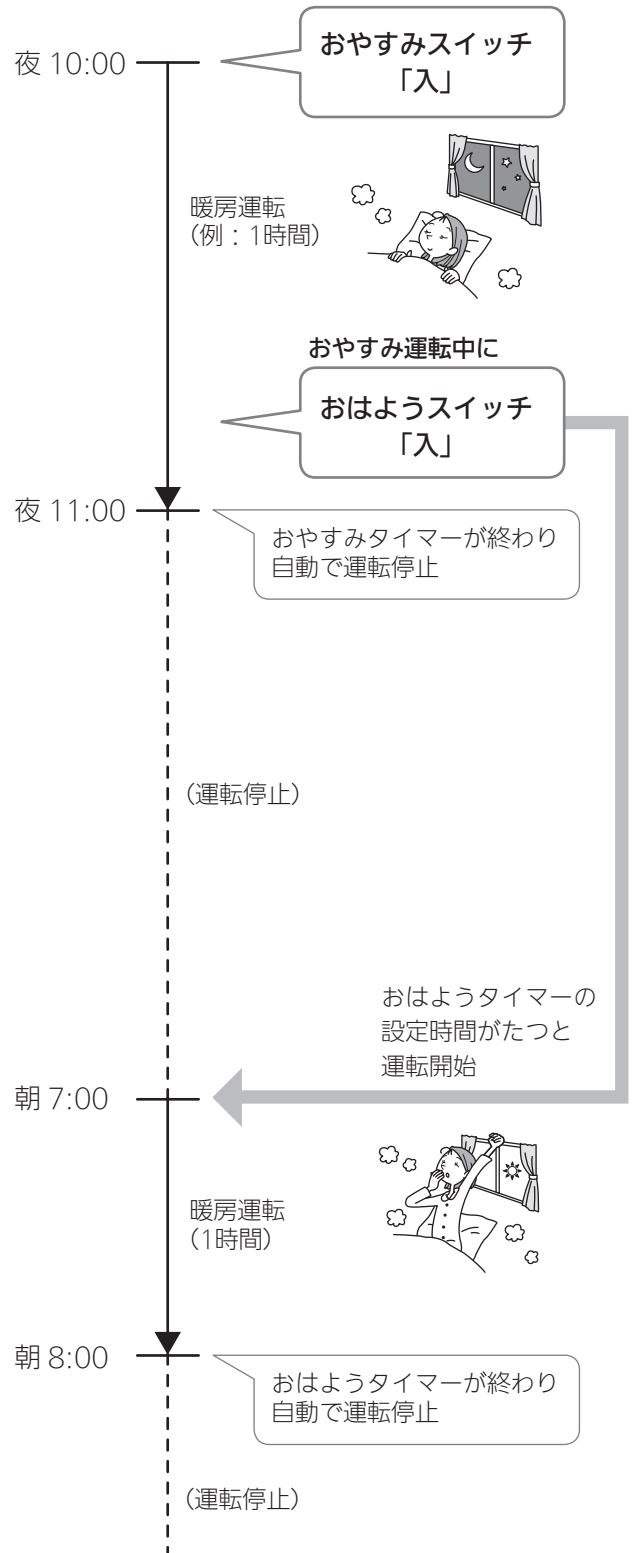 夜 10:00
おやすみスイッチ
「入」
暖房運転
(例：1時間)
おやすみ運転中に
おはようスイッチ
「入」
夜 11:00
おやすみタイマーが終わり
自動で運転停止
(運転停止)
おはようタイマーの
設定時間がたつと
運転開始
朝 7:00
暖房運転
(1時間)
朝 8:00
おはようタイマーが終わり
自動で運転停止
(運転停止)